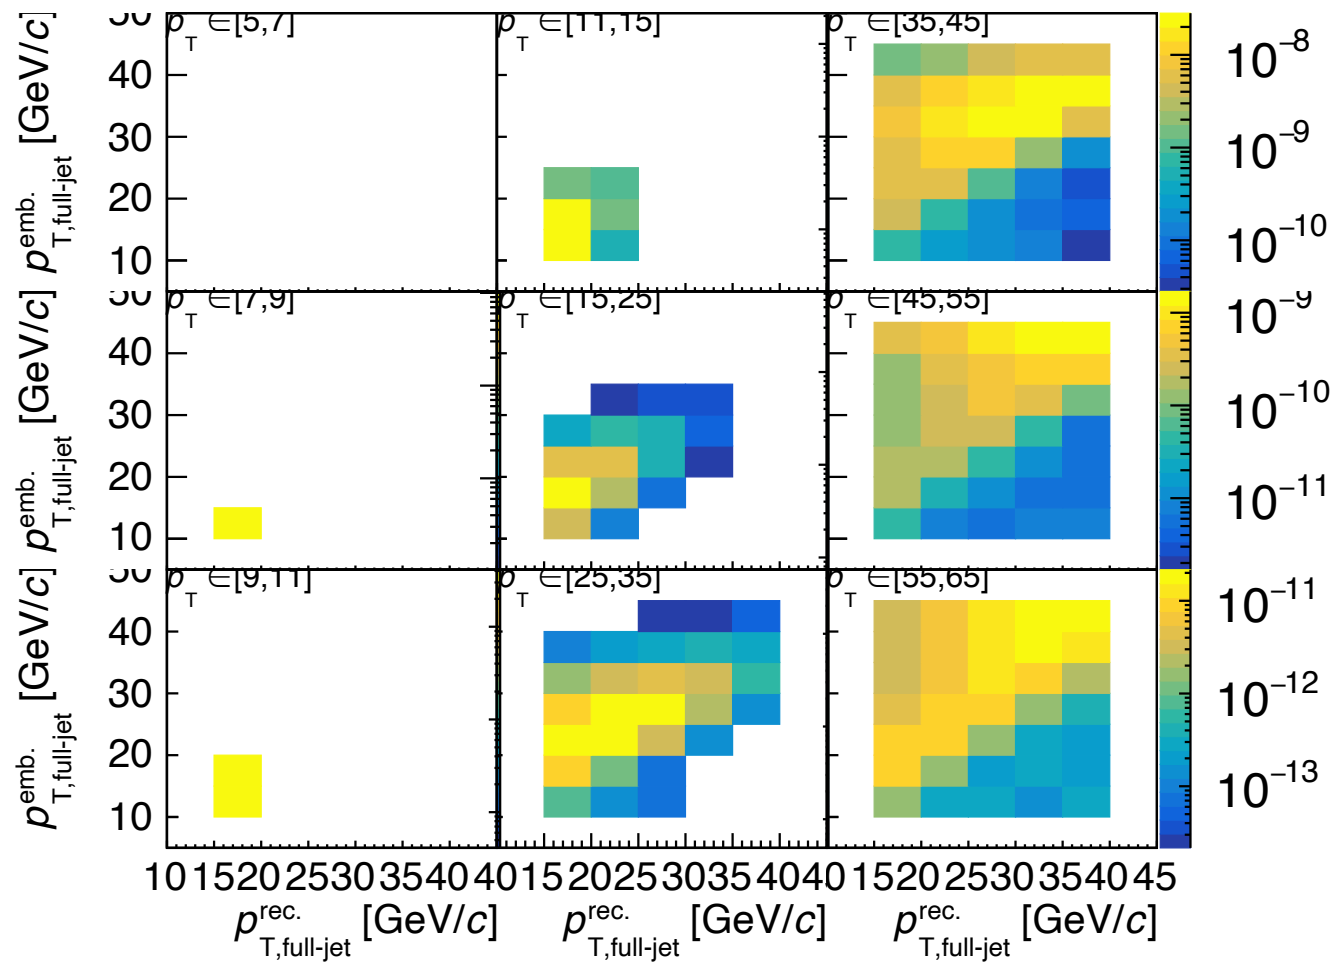 p_T ∈[5,7]
p_T ∈[11,15]
p_T ∈[35,45]
p^emb._T,full-jet [GeV/c]
40
30
20
10
10^−8
10^−9
10^−10
p_T ∈[7,9]
p_T ∈[15,25]
p_T ∈[45,55]
p^emb._T,full-jet [GeV/c]
50
40
30
20
10
10^−9
10^−10
10^−11
p_T ∈[9,11]
p_T ∈[25,35]
p_T ∈[55,65]
p^emb._T,full-jet [GeV/c]
50
40
30
20
10
10^−11
10^−12
10^−13
10 15 20 25 30 35 40 40 15 20 25 30 35 40 40 15 20 25 30 35 40 45
p^rec._T,full-jet [GeV/c] p^rec._T,full-jet [GeV/c] p^rec._T,full-jet [GeV/c]